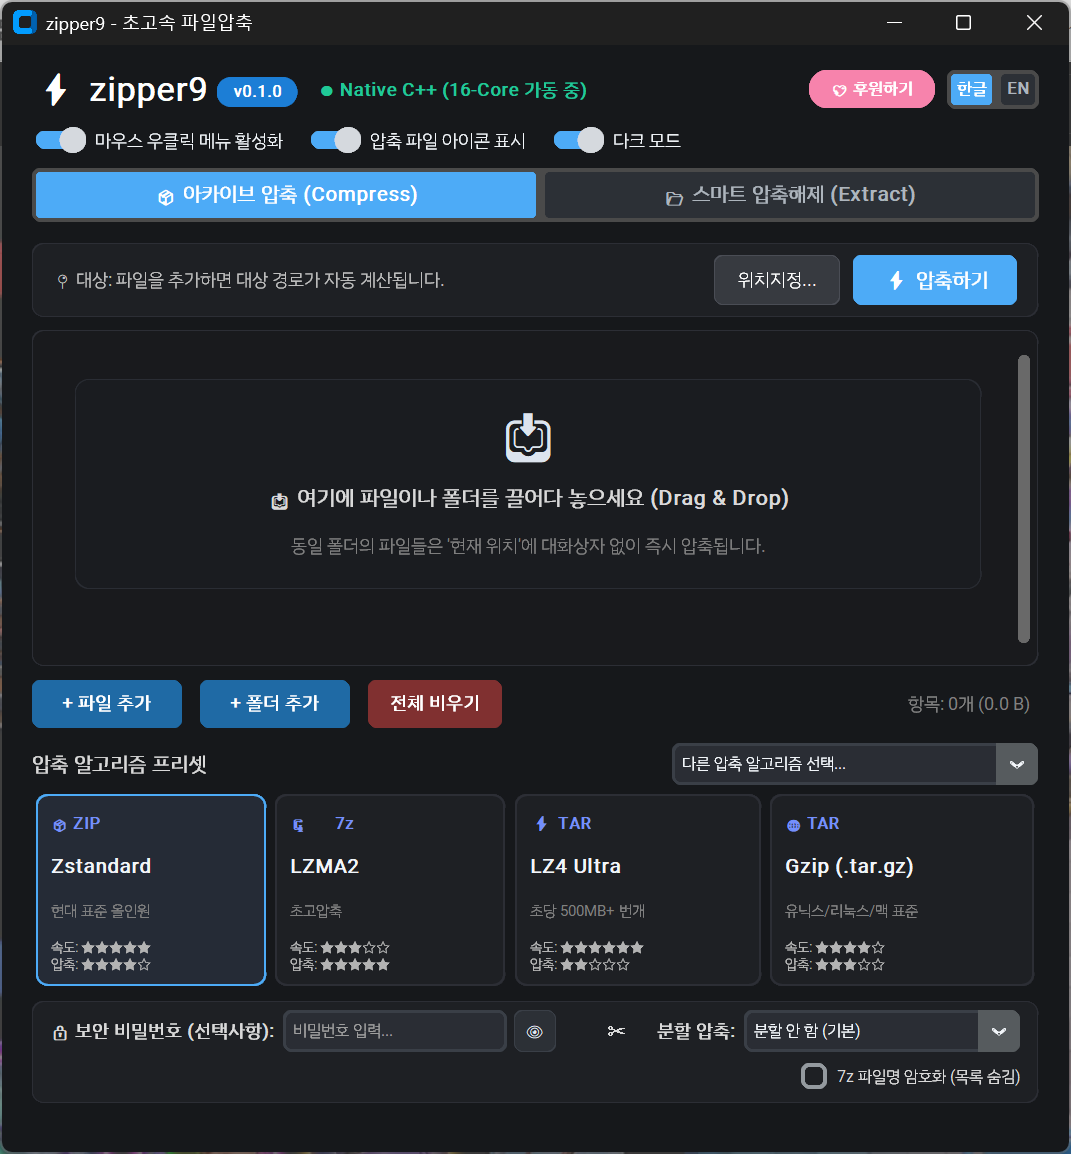 zipper9 - 초고속 파일압축
zipper9 v0.1.0 ● Native C++ (16-Core 가동 중) 후원하기 한글 EN
마우스 우클릭 메뉴 활성화 압축 파일 아이콘 표시 다크 모드
아카이브 압축 (Compress) 스마트 압축해제 (Extract)
대상: 파일을 추가하면 대상 경로가 자동 계산됩니다. 위치지정... 압축하기
여기에 파일이나 폴더를 끌어다 놓으세요 (Drag & Drop)
동일 폴더의 파일들은 '현재 위치'에 대화상자 없이 즉시 압축됩니다.
+ 파일 추가 + 폴더 추가 전체 비우기 항목: 0개 (0.0 B)
압축 알고리즘 프리셋 다른 압축 알고리즘 선택...
ZIP
Zstandard
현대 표준 올인원
속도: ★★★★★
압축: ★★★★☆
7z
LZMA2
초고압축
속도: ★★★☆☆
압축: ★★★★★
TAR
LZ4 Ultra
초당 500MB+ 번개
속도: ★★★★★★
압축: ★★☆☆☆
TAR
Gzip (.tar.gz)
유닉스/리눅스/맥 표준
속도: ★★★★☆
압축: ★★★☆☆
보안 비밀번호 (선택사항): 비밀번호 입력... 분할 압축: 분할 안 함 (기본)
7z 파일명 암호화 (목록 숨김)